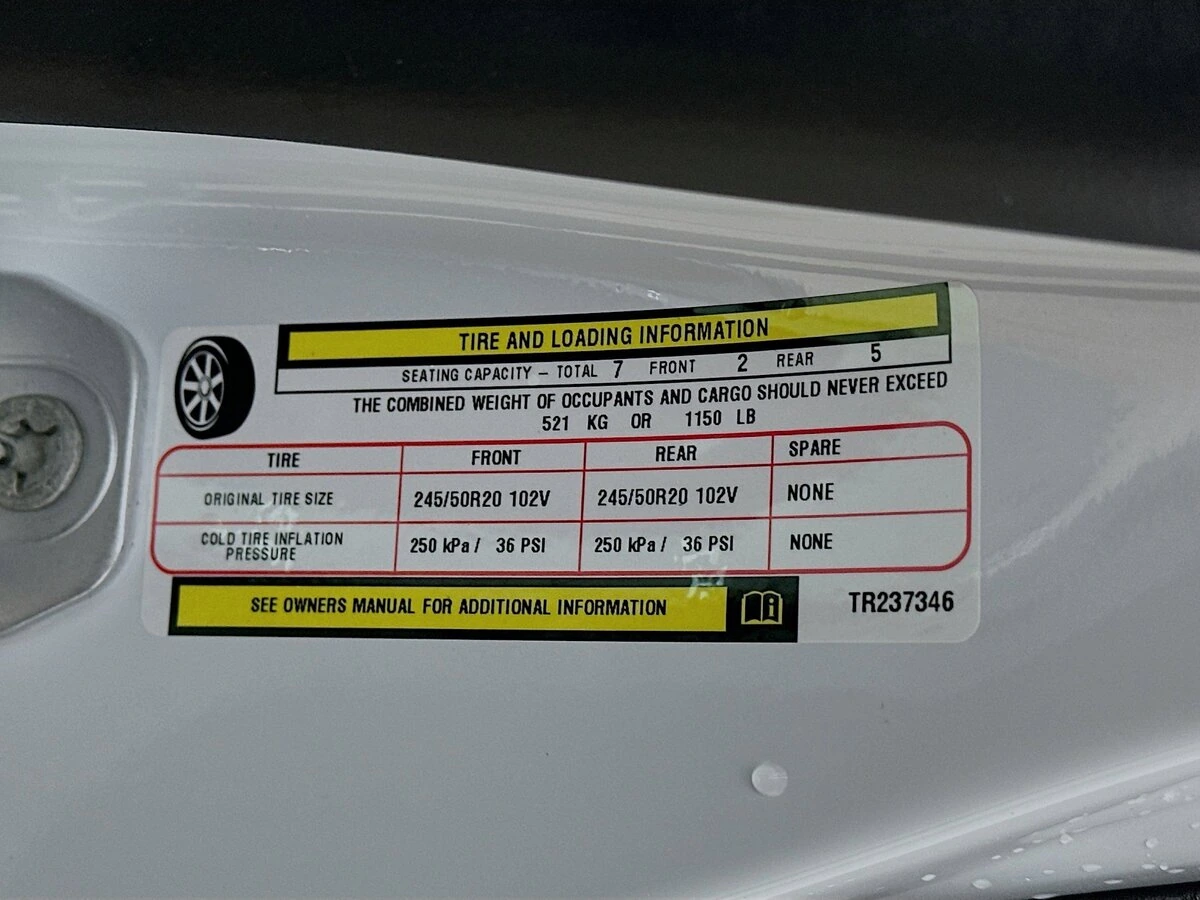 TIRE AND LOADING INFORMATION
SEATING CAPACITY – TOTAL 7 FRONT 2 REAR 5
THE COMBINED WEIGHT OF OCCUPANTS AND CARGO SHOULD NEVER EXCEED
521 KG OR 1150 LB
TIRE FRONT REAR SPARE
ORIGINAL TIRE SIZE 245/50R20 102V 245/50R20 102V NONE
COLD TIRE INFLATION
PRESSURE 250 kPa / 36 PSI 250 kPa / 36 PSI NONE
SEE OWNERS MANUAL FOR ADDITIONAL INFORMATION
TR237346